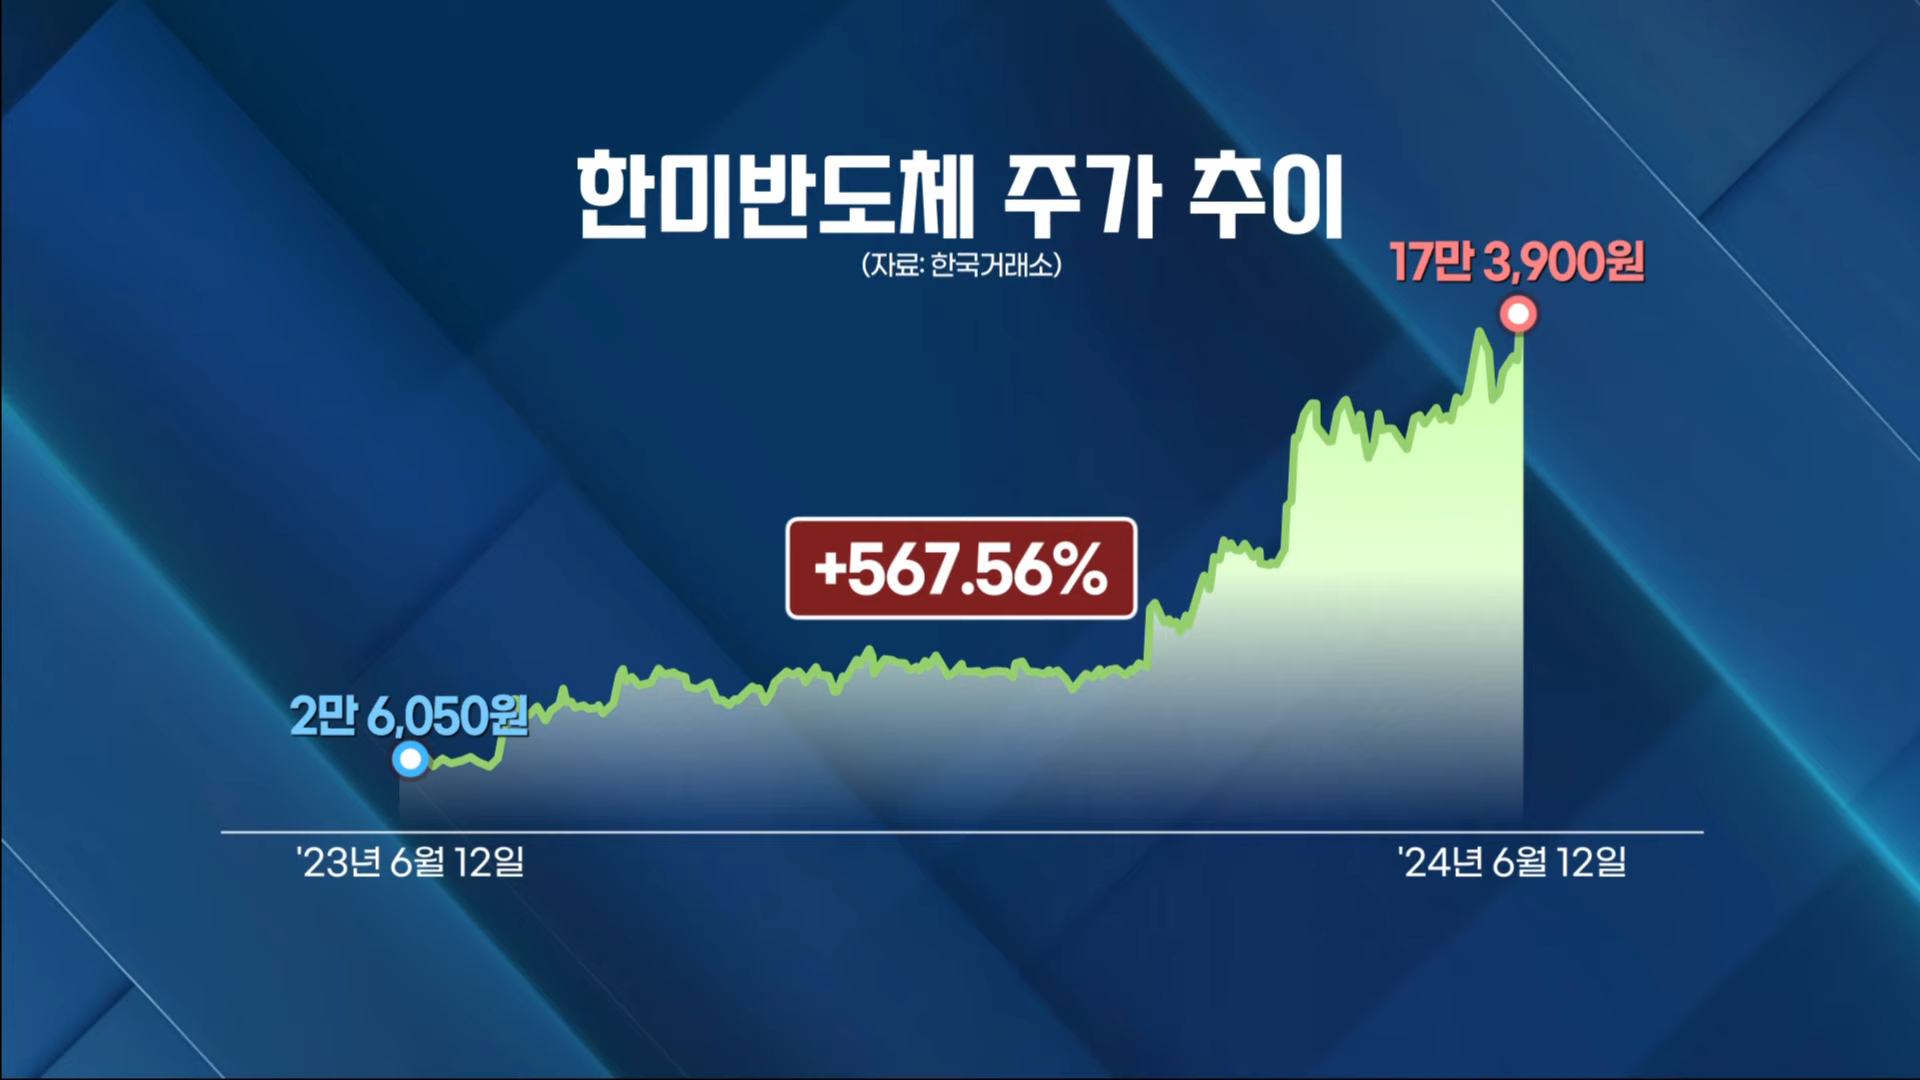 한미반도체 주가 추이
(자료: 한국거래소)
17만 3,900원
+567.56%
2만 6,050원
'23년 6월 12일
'24년 6월 12일